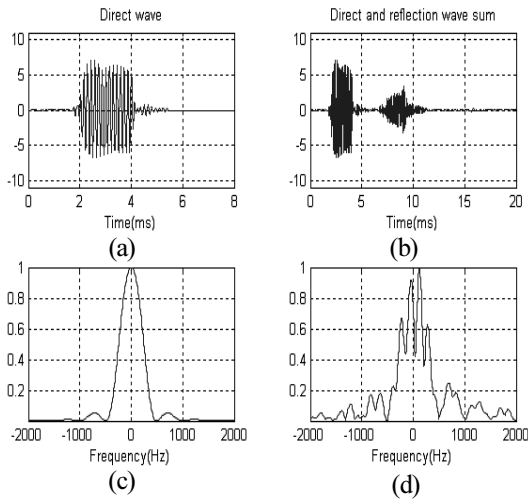 Direct wave
10
5
0
-5
-10
0 2 4 6 8
Time(ms)
(a)
Direct and reflection wave sum
10
5
0
-5
-10
0 5 10 15 20
Time(ms)
(b)
1
0.8
0.6
0.4
0.2
-2000 -1000 0 1000 2000
Frequency(Hz)
(c)
1
0.8
0.6
0.4
0.2
-2000 -1000 0 1000 2000
Frequency(Hz)
(d)